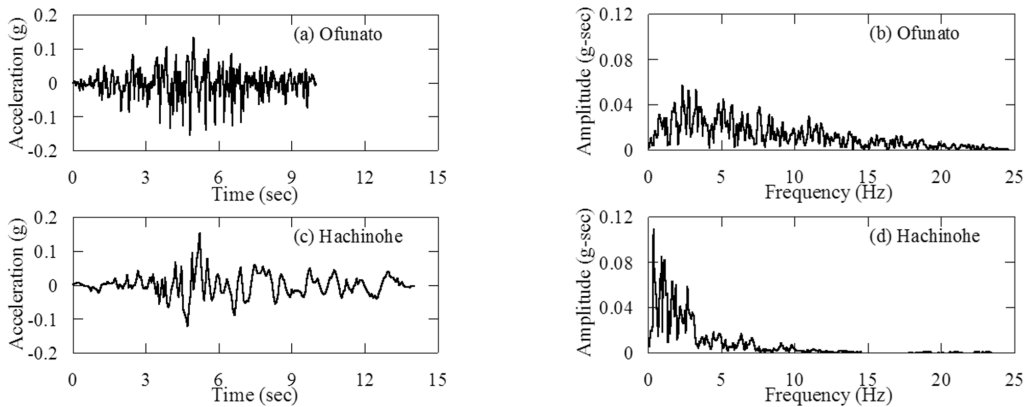 0.2
0.1
0
-0.1
-0.2
Acceleration (g)
(a) Ofunato
0 3 6 9 12 15
Time (sec)
0.12
0.08
0.04
0
Amplitude (g-sec)
(b) Ofunato
0 5 10 15 20 25
Frequency (Hz)
0.2
0.1
0
-0.1
-0.2
Acceleration (g)
(c) Hachinohe
0 3 6 9 12 15
Time (sec)
0.12
0.08
0.04
0
Amplitude (g-sec)
(d) Hachinohe
0 5 10 15 20 25
Frequency (Hz)